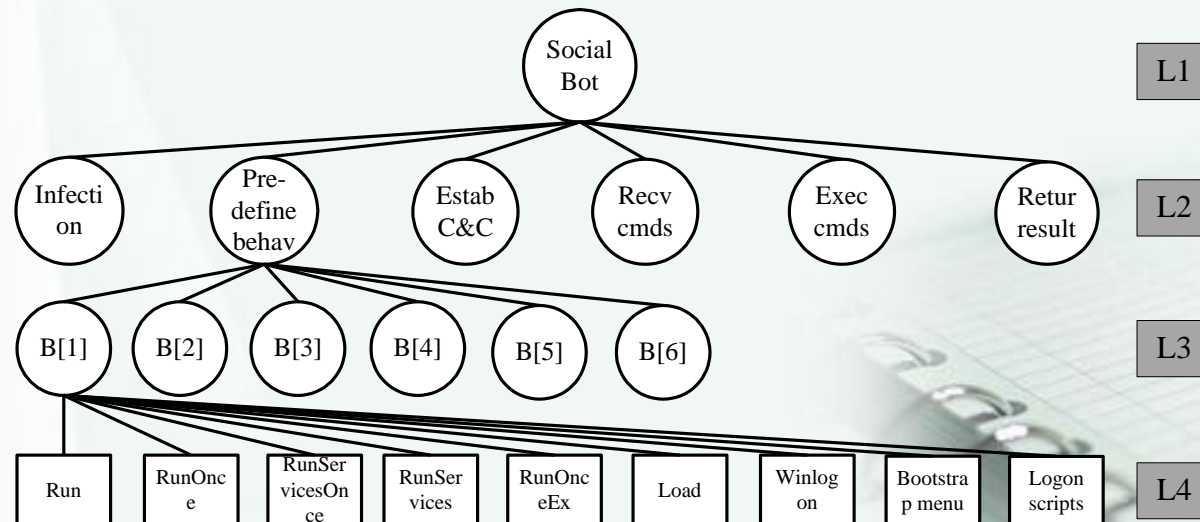 Social
Bot
L1
Infecti
on
Pre-
define
behav
Estab
C&C
Recv
cmds
Exec
cmds
Retur
result
L2
B[1]
B[2]
B[3]
B[4]
B[5]
B[6]
L3
Run
RunOnc
e
RunSer
vicesOn
ce
RunSer
vices
RunOnc
eEx
Load
Winlog
on
Bootstra
p menu
Logon
scripts
L4